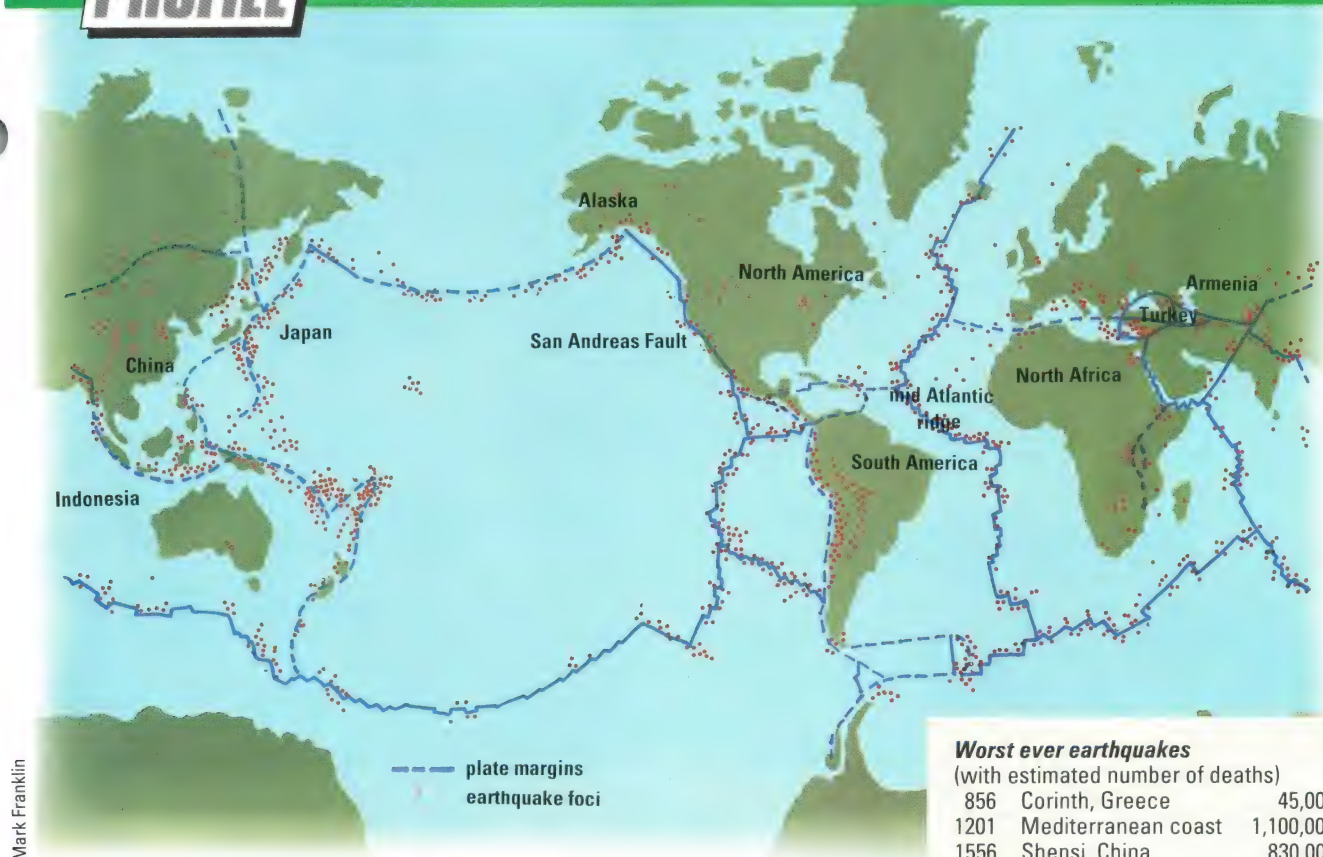 PROFILE
Alaska
North America
Armenia
Turkey
Japan
San Andreas Fault
China
North Africa
mid Atlantic
ridge
South America
Indonesia
plate margins
earthquake foci
Mark Franklin
Worst ever earthquakes
(with estimated number of deaths)
856 Corinth, Greece 45,00
1201 Mediterranean coast 1,100,00
1556 Shensi, China 830,00